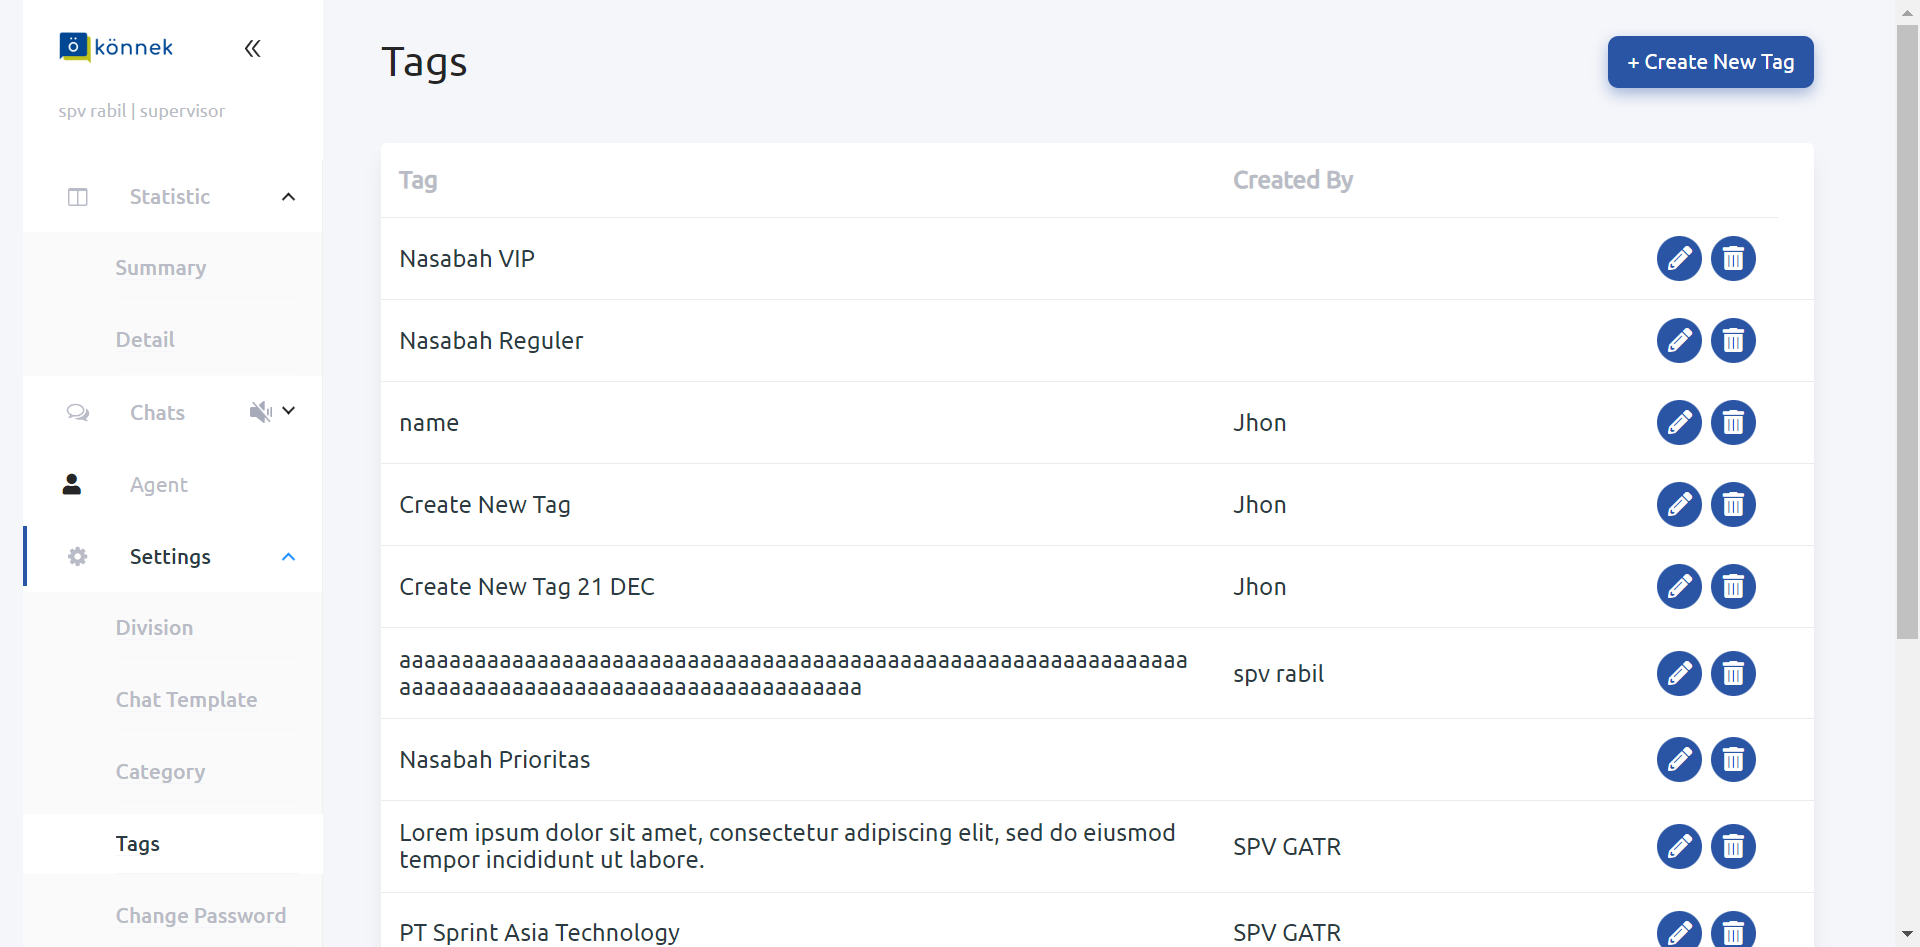 könnek
spv rabil | supervisor
Statistic
Summary
Detail
Chats
Agent
Settings
Division
Chat Template
Category
Tags
Change Password
Tags
+ Create New Tag
Tag Created By
Nasabah VIP
Nasabah Reguler
name Jhon
Create New Tag Jhon
Create New Tag 21 DEC Jhon
aaaaaaaaaaaaaaaaaaaaaaaaaaaaaaaaaaaaaaaaaaaaaaaaaaaaaaaaaaaaaaa
aaaaaaaaaaaaaaaaaaaaaaaaaaaaaaaaaaaaa
spv rabil
Nasabah Prioritas
Lorem ipsum dolor sit amet, consectetur adipiscing elit, sed do eiusmod
tempor incididunt ut labore.
SPV GATR
PT Sprint Asia Technology SPV GATR